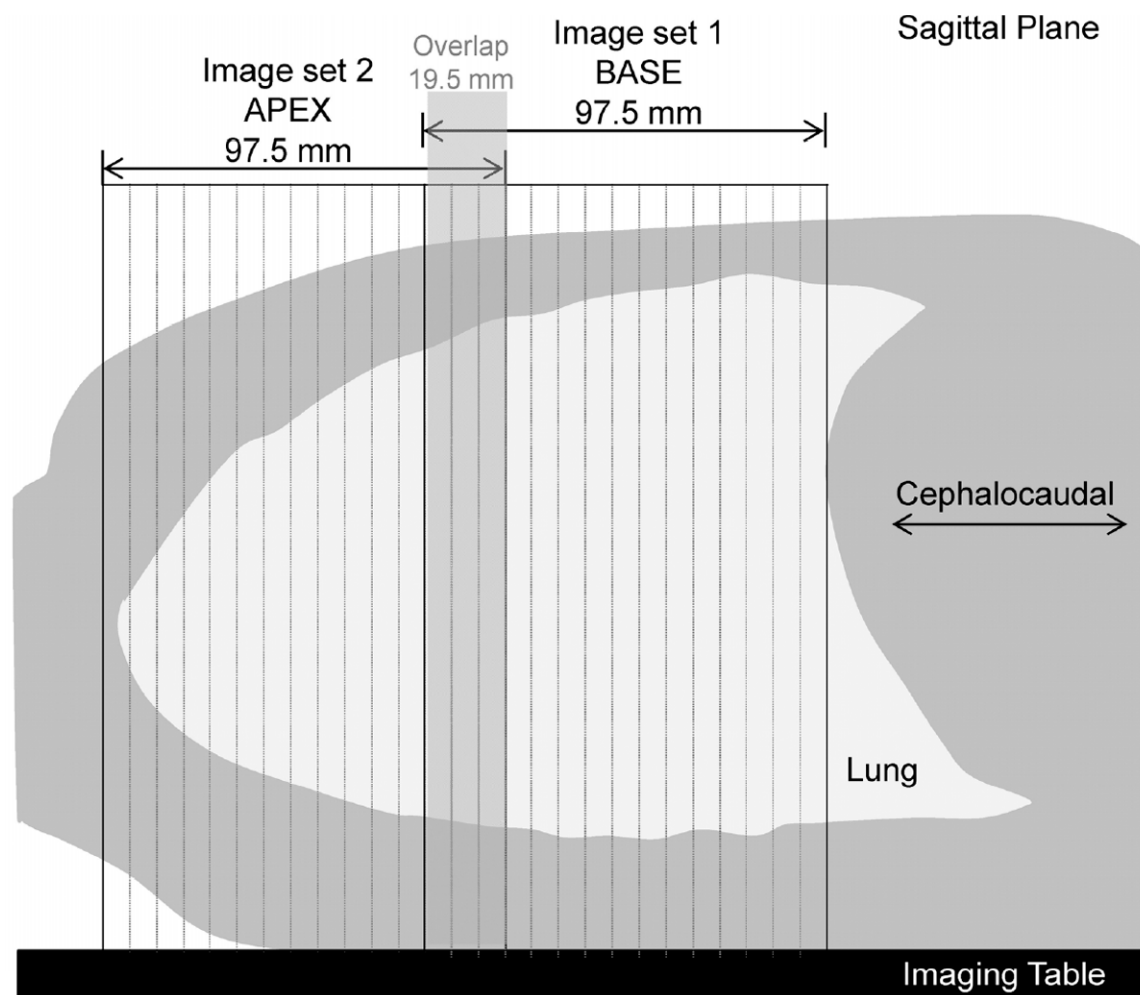 Sagittal Plane
Image set 1
BASE
97.5 mm
Overlap
19.5 mm
Image set 2
APEX
97.5 mm
Cephalocaudal
Lung
Imaging Table